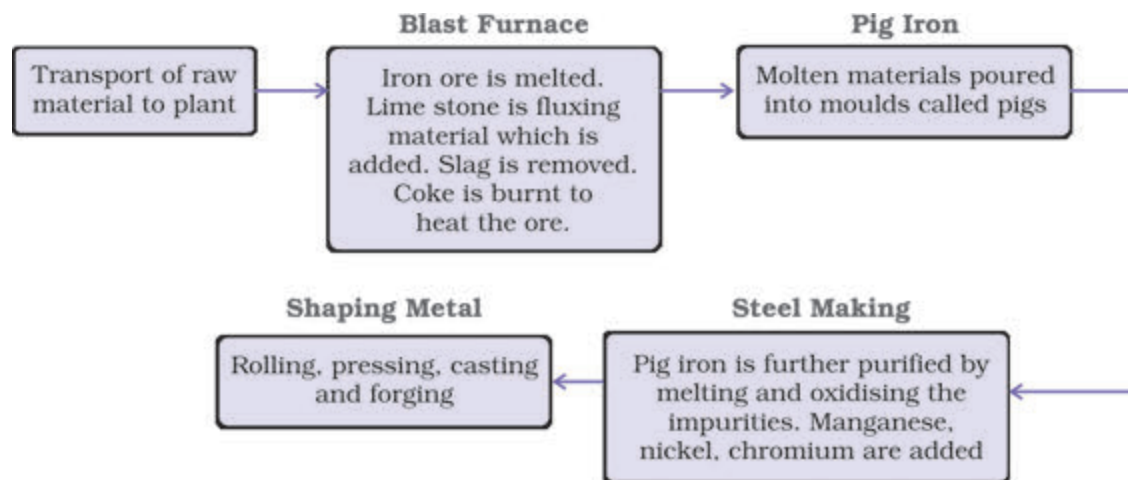 Transport of raw
material to plant
Blast Furnace
Iron ore is melted.
Lime stone is fluxing
material which is
added. Slag is removed.
Coke is burnt to
heat the ore.
Pig Iron
Molten materials poured
into moulds called pigs
Steel Making
Pig iron is further purified by
melting and oxidising the
impurities. Manganese,
nickel, chromium are added
Shaping Metal
Rolling, pressing, casting
and forging